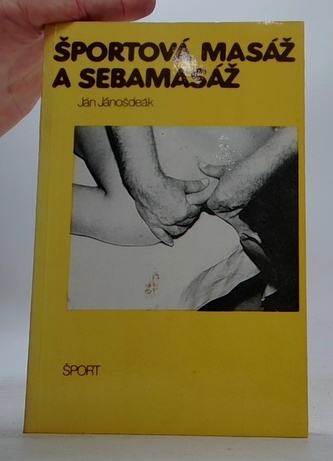 ŠPORTOVÁ MASÁŽ
A SEBAMASÁŽ
Ján Jánošdeák
ŠPORT